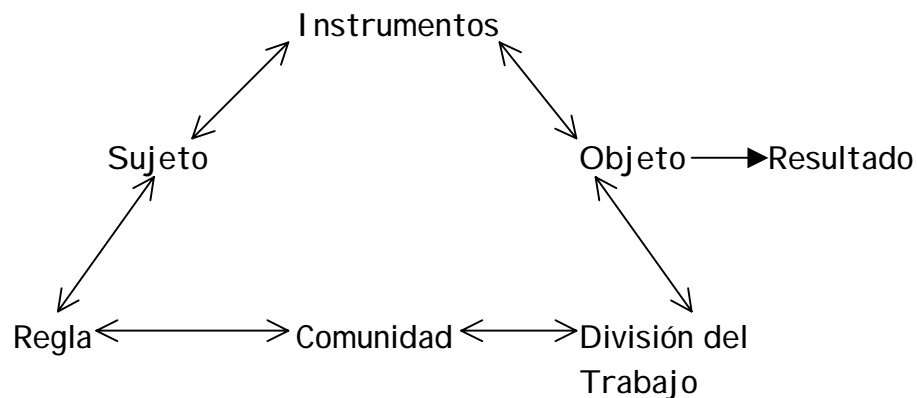 Instrumentos
Sujeto
Objeto
Resultado
Regla
Comunidad
División del
Trabajo